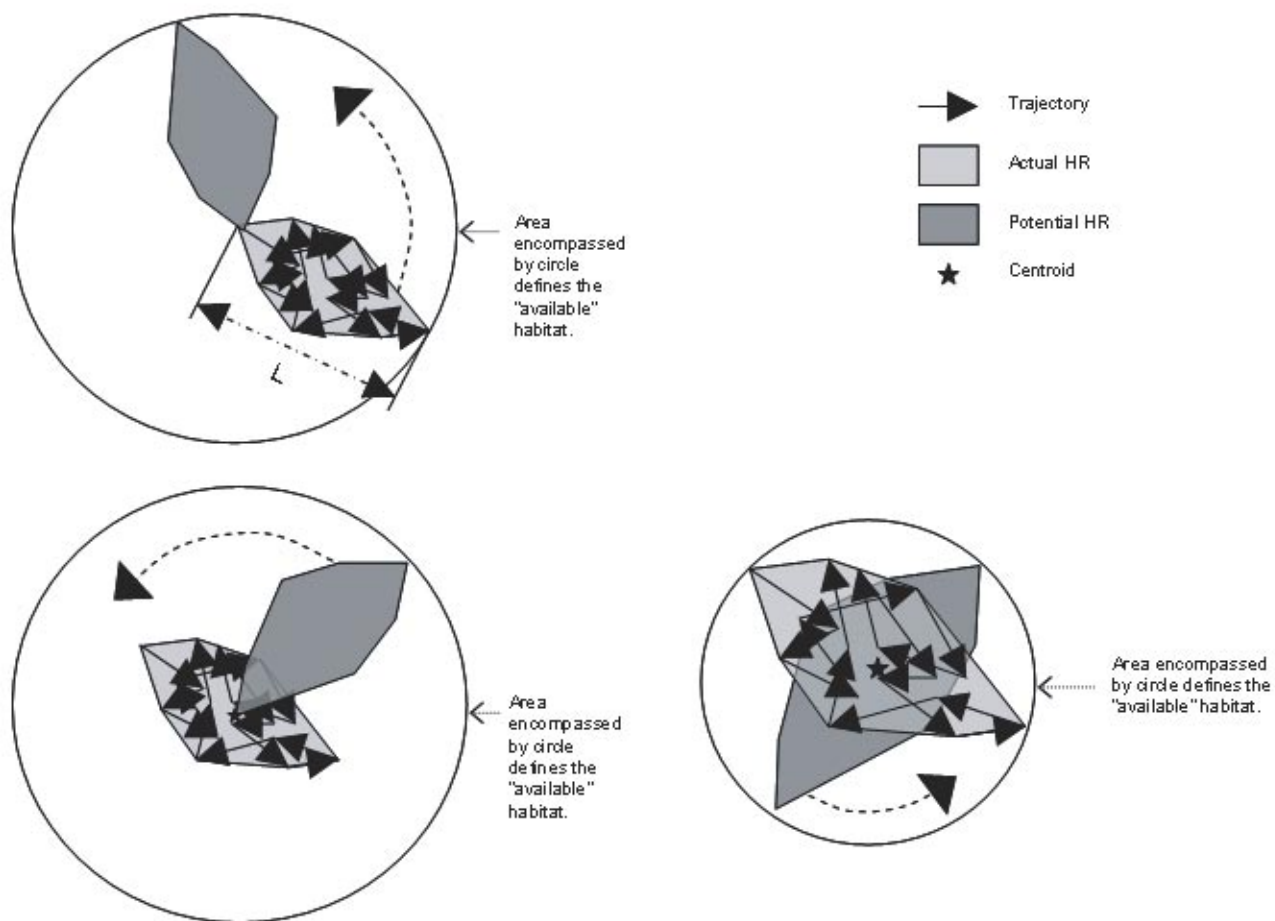 Trajectory
Actual HR
Potential HR
Centroid
Area
encompassed
by circle
defines the
"available"
habitat.
L
Area
encompassed
by circle
defines the
"available"
habitat.
Area encompassed
by circle defines the
"available" habitat.